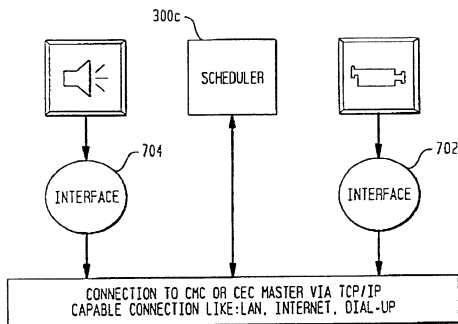 300c
SCHEDULER
704
702
INTERFACE
INTERFACE
CONNECTION TO CMC OR CEC MASTER VIA TCP/IP
CAPABLE CONNECTION LIKE:LAN, INTERNET, DIAL-UP